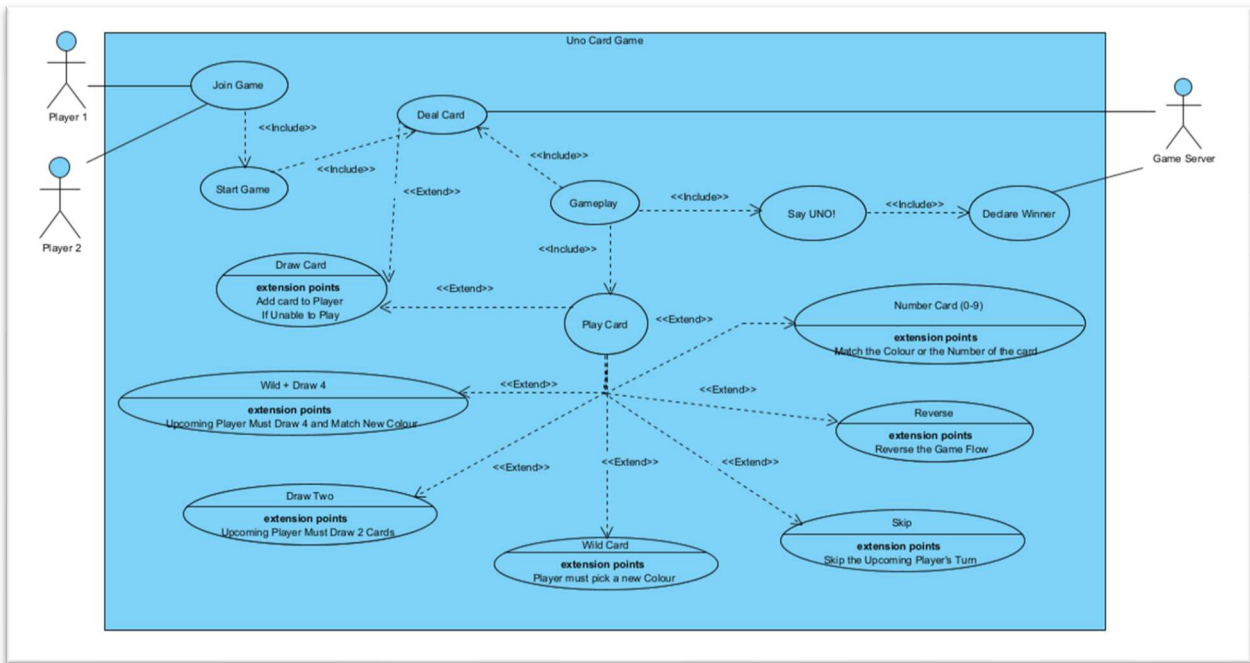 Uno Card Game
Player 1
Join Game
Deal Card
Game Server
<<Include>>
<<Include>>
<<Include>>
Start Game
<<Extend>>
Gameplay
<<Include>>
Say UNO!
<<Include>>
Declare Winner
Player 2
<<Include>>
Draw Card
extension points
Add card to Player
If Unable to Play
<<Extend>>
Play Card
<<Extend>>
Number Card (0-9)
extension points
Match the Colour or the Number of the card
Wild + Draw 4
extension points
Upcoming Player Must Draw 4 and Match New Colour
<<Extend>>
<<Extend>>
Reverse
extension points
Reverse the Game Flow
<<Extend>>
<<Extend>>
<<Extend>>
Draw Two
extension points
Upcoming Player Must Draw 2 Cards
Wild Card
extension points
Player must pick a new Colour
Skip
extension points
Skip the Upcoming Player's Turn